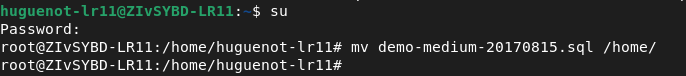 huguenot-lr11@ZIvSYBD-LR11:~$ su
Password:
root@ZIvSYBD-LR11:/home/huguenot-lr11# mv demo-medium-20170815.sql /home/
root@ZIvSYBD-LR11:/home/huguenot-lr11#